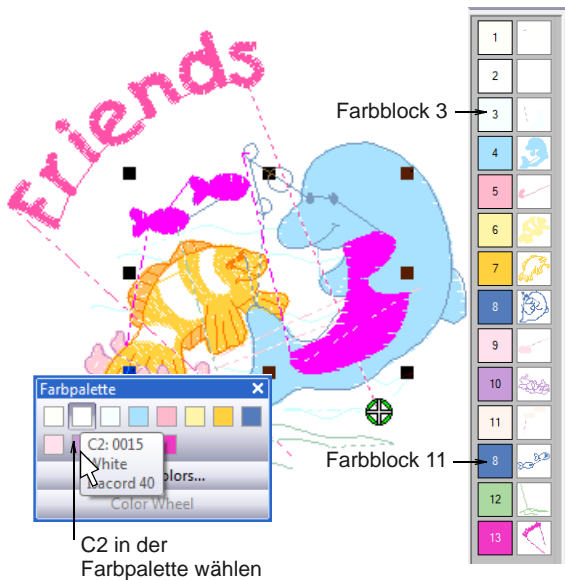 Friends
Farbblock 3
1
2
3
4
5
6
7
8
9
10
11
8
12
13
Farbpalette
C2: 0015
White
Isacord 40
olors...
Color Wheel
Farbblock 11
C2 in der
Farbpalette wählen